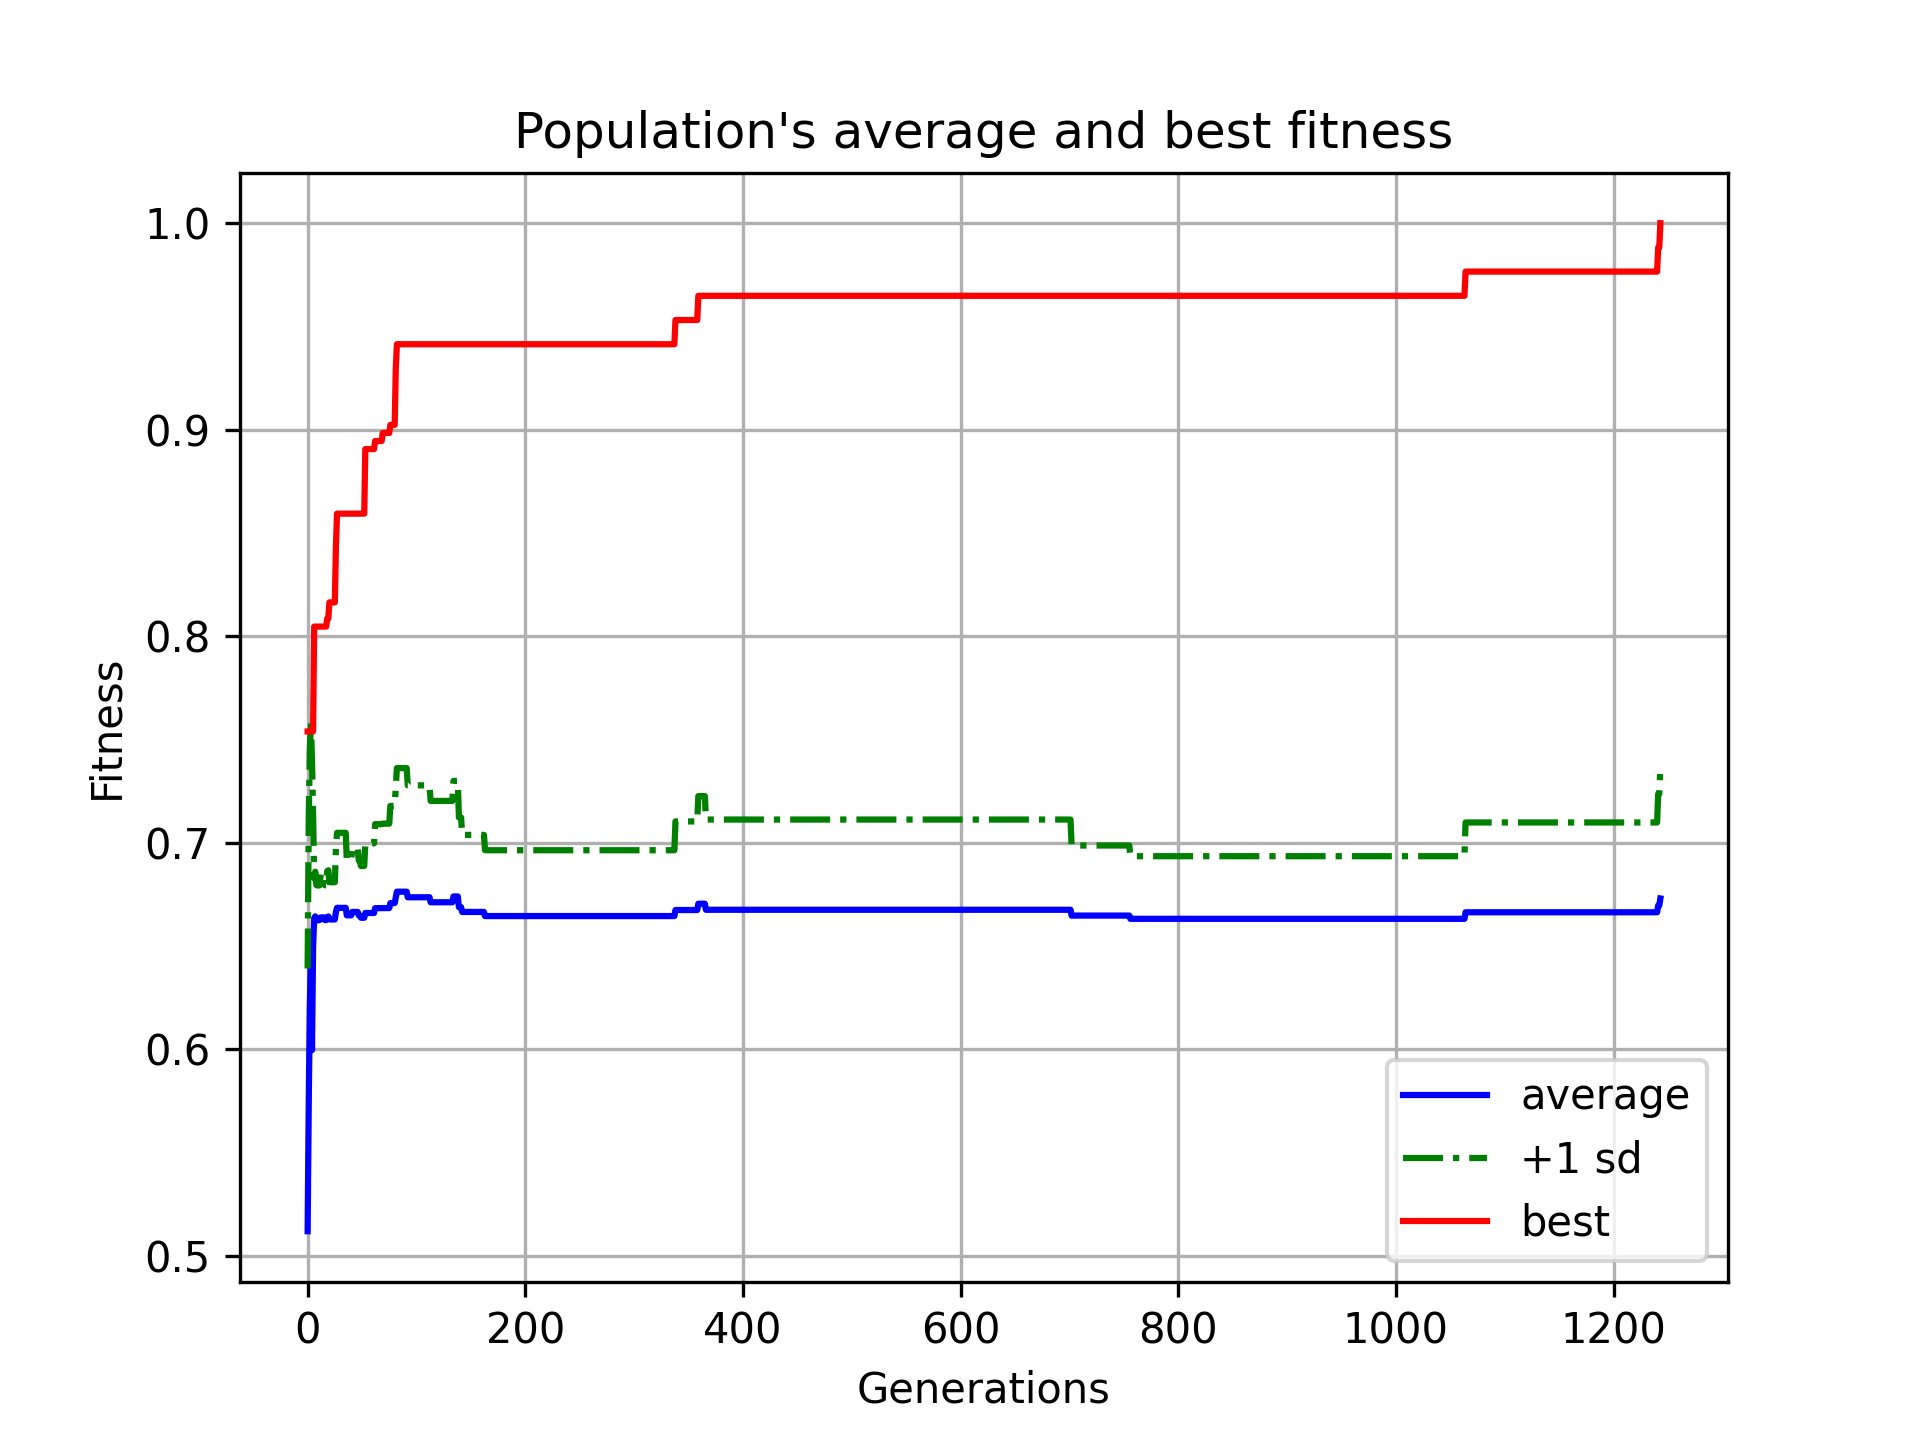 Population's average and best fitness
1.0
0.9
0.8
0.7
0.6
0.5
Fitness
0 200 400 600 800 1000 1200
Generations
average
+1 sd
best